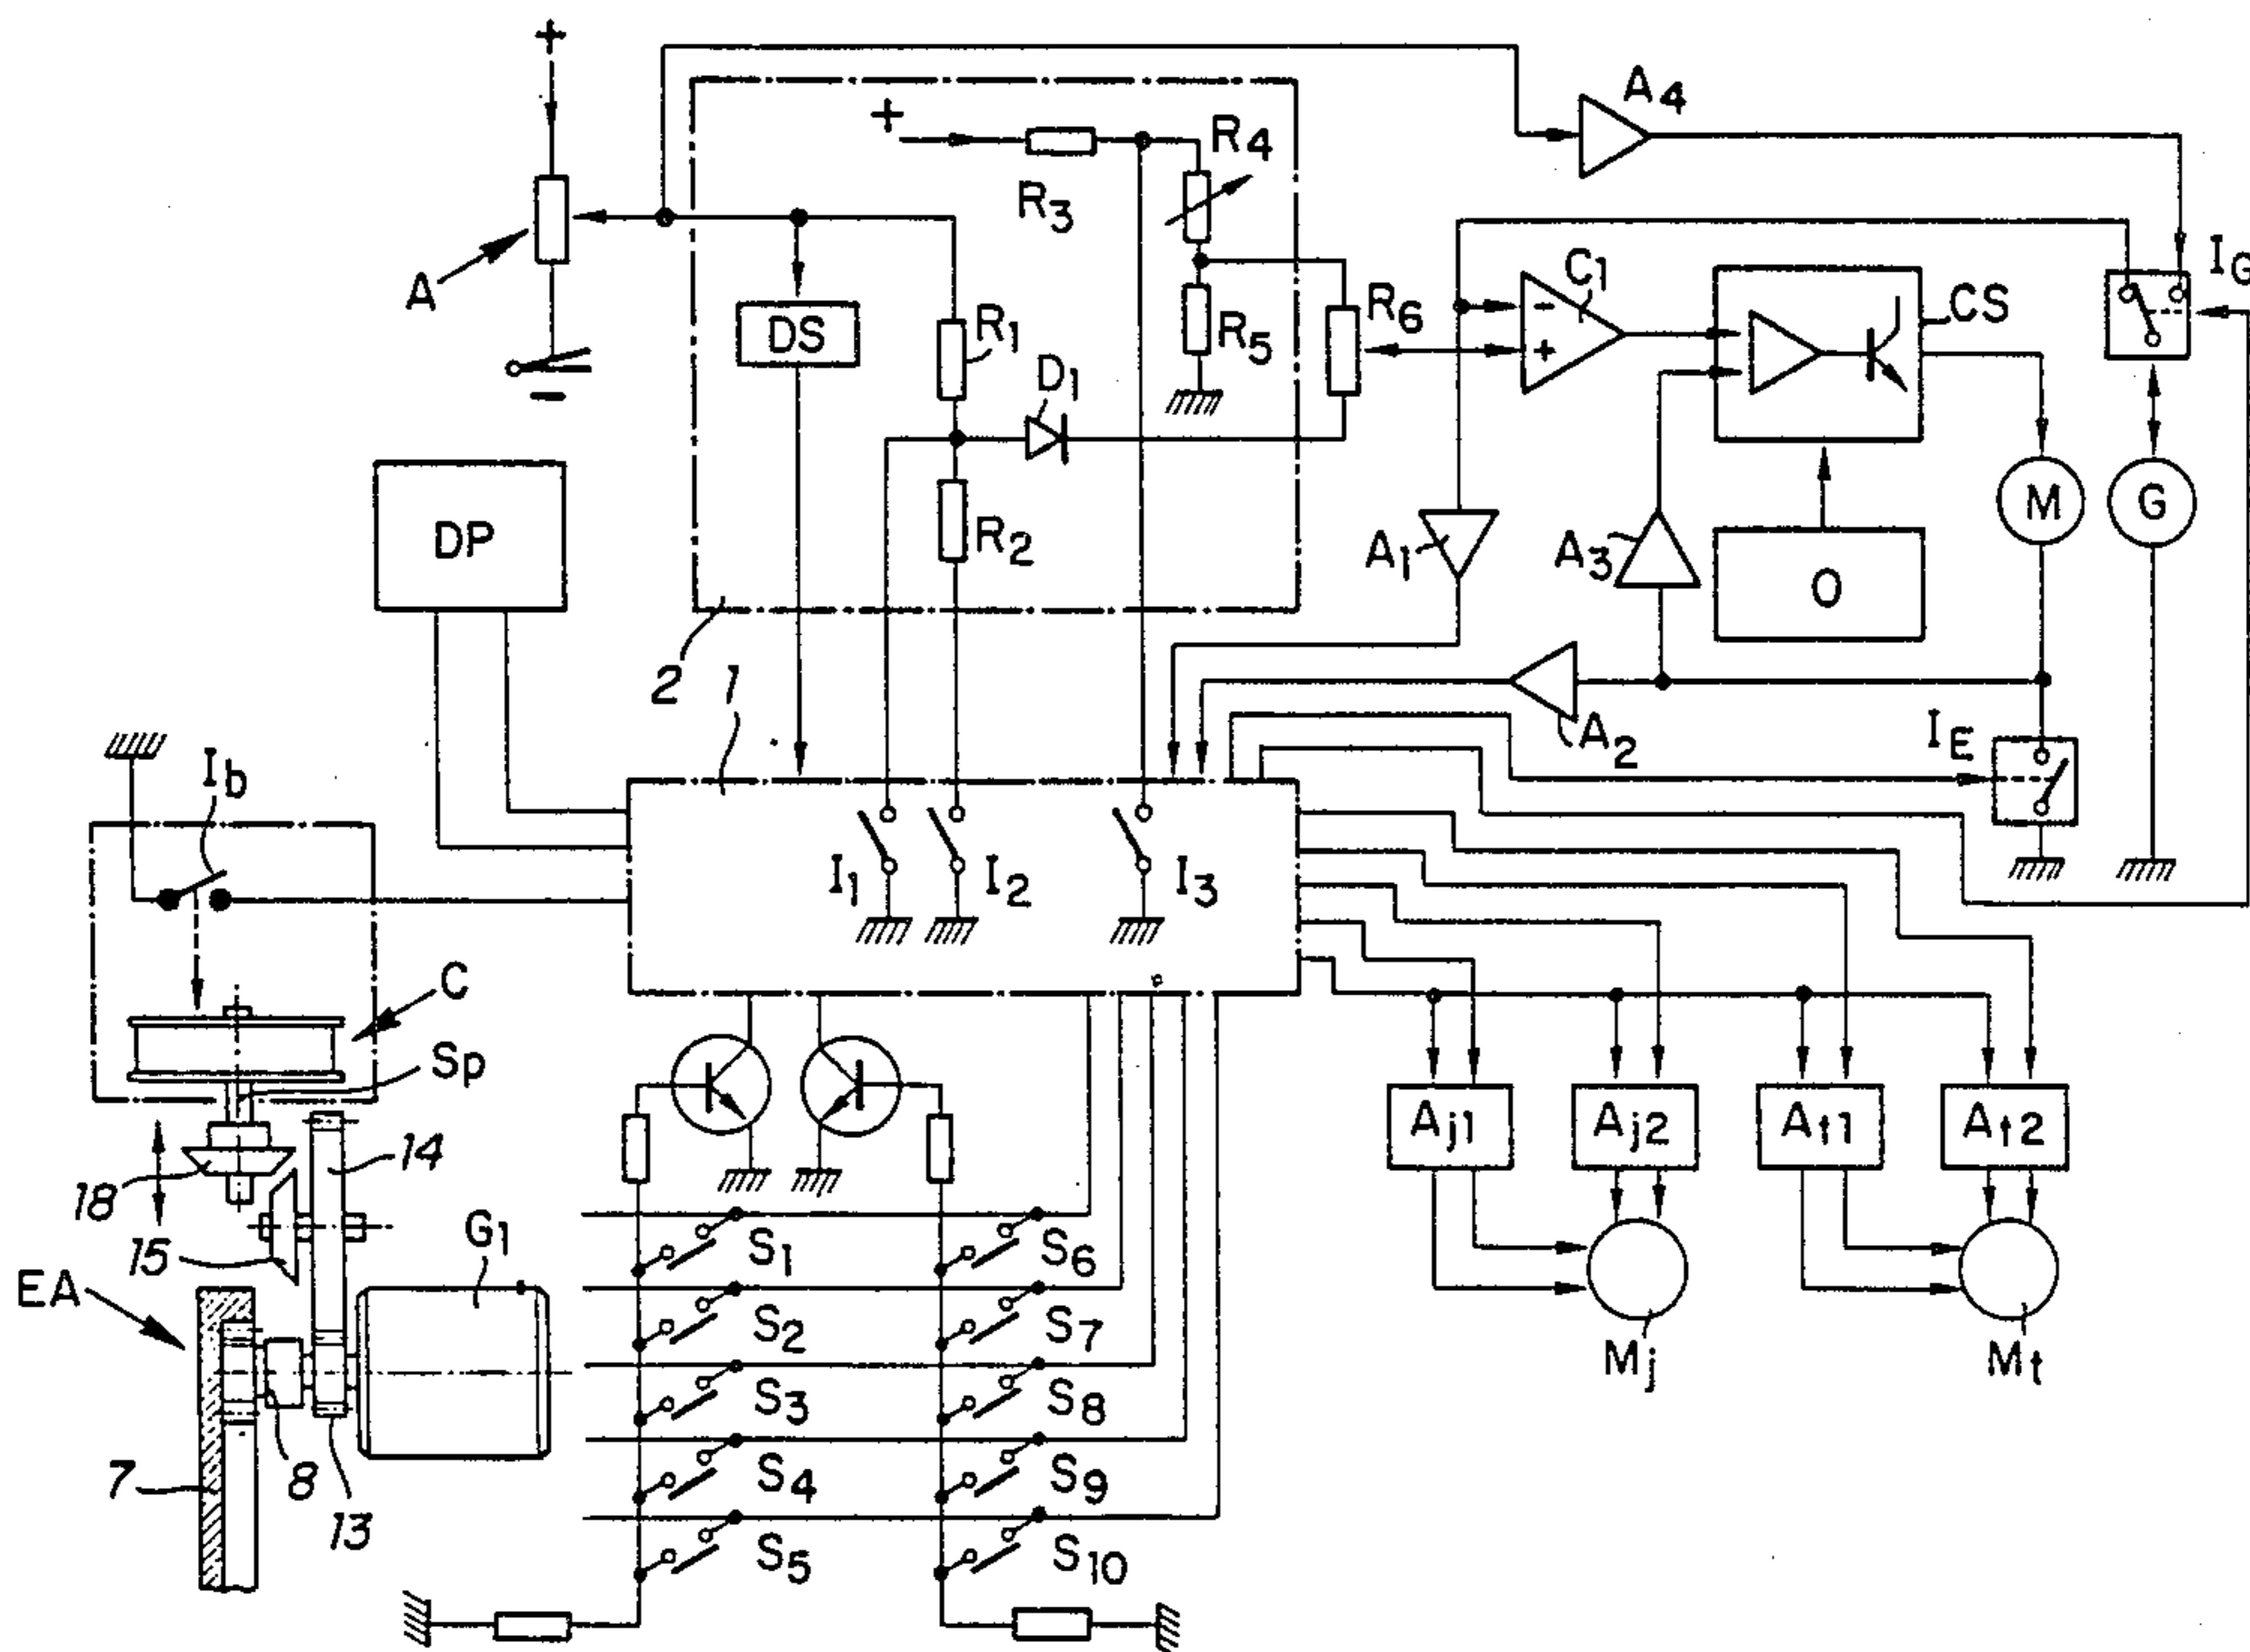 +
A4
+
R4
R3
IG
C1
A
R6
CS
DS
R1
R5
-
+
D1
-
DP
R2
M
G
A1
A3
O
2
1
A2
IE
Ib
I1
I2
I3
C
Sp
14
18
Aj1
Aj2
At1
At2
15
G1
S1
S6
EA
S2
S7
Mj
Mt
S3
S8
7
8
13
S4
S9
S5
S10